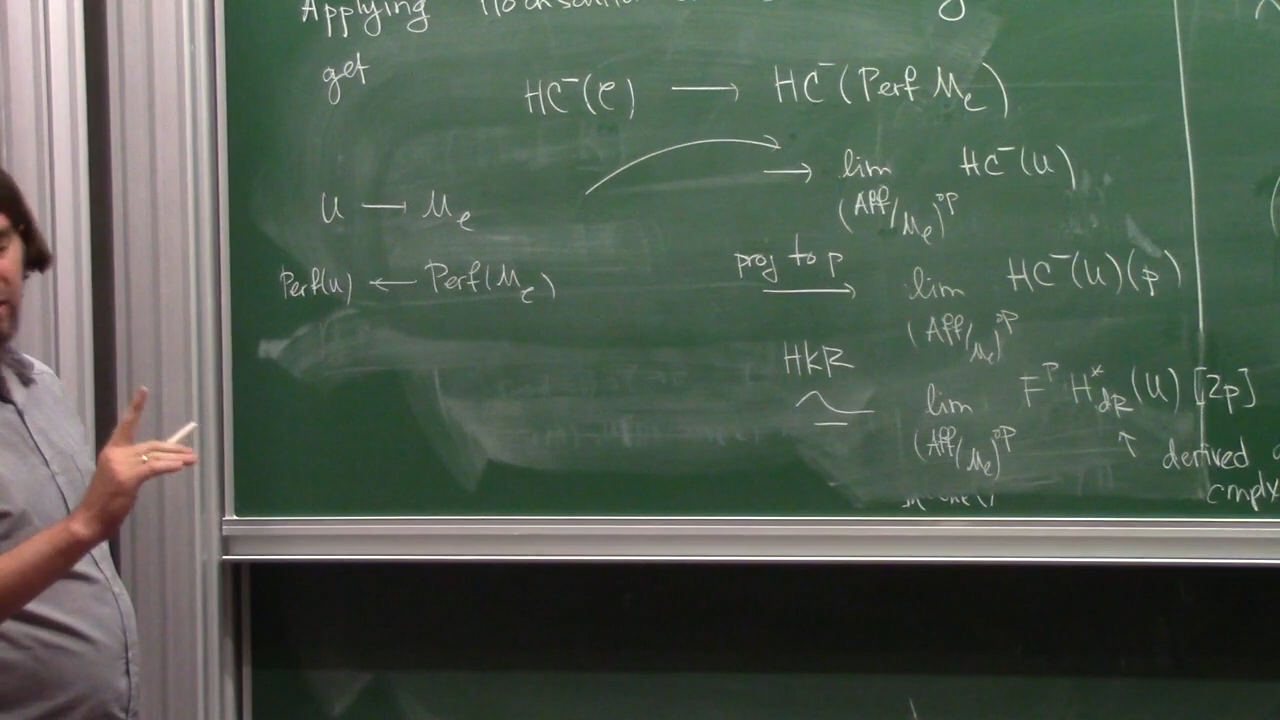 Applying
get
HC⁻(𝒞) ⟶ HC⁻(Perf M_𝒞)
→ lim HC⁻(U)
(Aff/M_𝒞)^op
U → M_𝒞
Perf(U) ← Perf(M_𝒞)
proj to p
⟶ lim HC⁻(U)(p)
(Aff/M_𝒞)^op
HKR
≃ lim F^p H*_dR(U)[2p]
(Aff/M_𝒞)^op
↑ derived